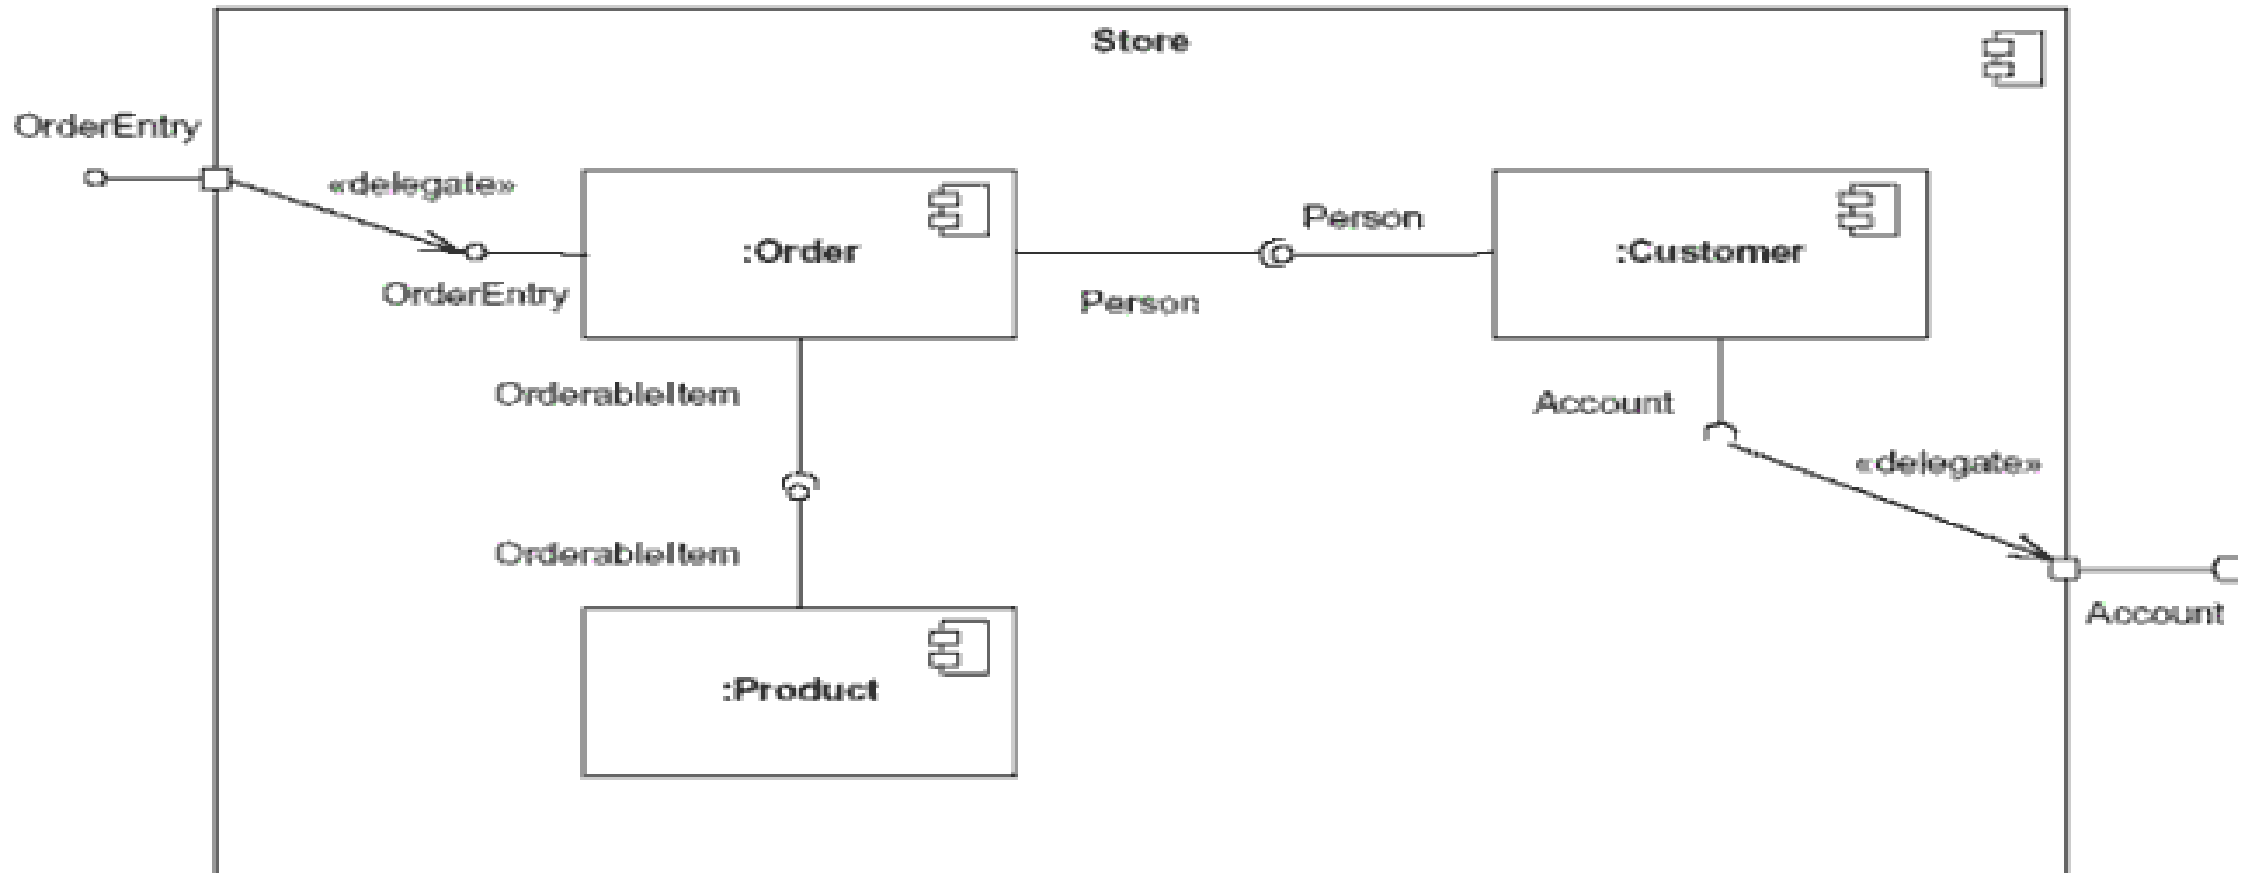 Store
OrderEntry
«delegate»
OrderEntry
:Order
Person
Person
:Customer
OrderableItem
OrderableItem
Account
«delegate»
Account
:Product